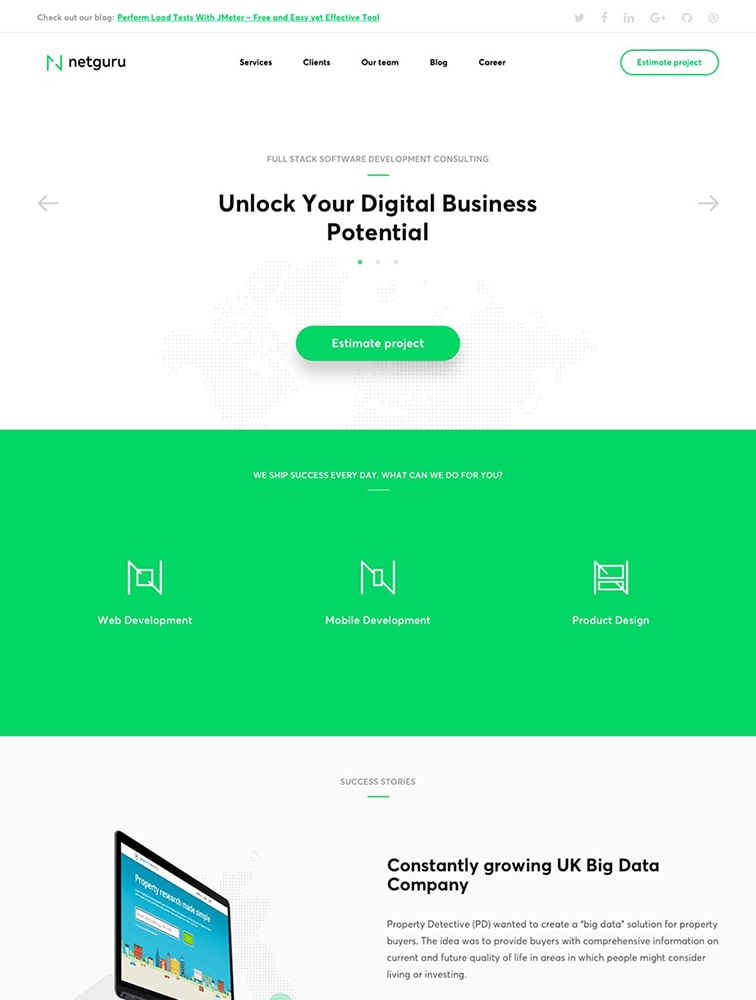 Check out our blog: Perform Load Tests With JMeter – Free and Easy yet Effective Tool
netguru
Services
Clients
Our team
Blog
Career
Estimate project
FULL STACK SOFTWARE DEVELOPMENT CONSULTING
Unlock Your Digital Business
Potential
Estimate project
WE SHIP SUCCESS EVERY DAY. WHAT CAN WE DO FOR YOU?
Web Development
Mobile Development
Product Design
SUCCESS STORIES
Property research made simple
Constantly growing UK Big Data
Company
Property Detective (PD) wanted to create a “big data” solution for property
buyers. The idea was to provide buyers with comprehensive information on
current and future quality of life in areas in which people might consider
living or investing.